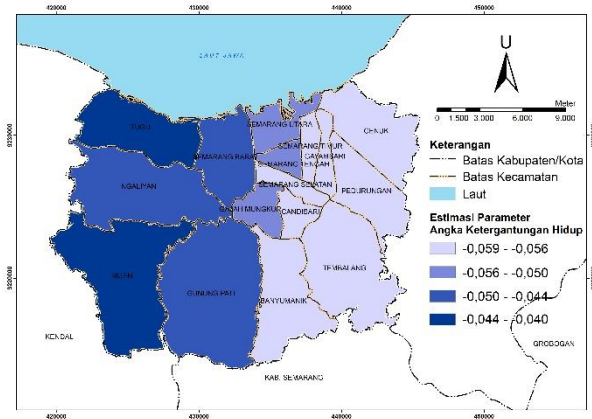 420000 430000 440000 450000
LAUT JAWA
U
Meter
0 1.500 3.000 6.000 9.000
Keterangan
Batas Kabupaten/Kota
Batas Kecamatan
Laut
Estimasi Parameter
Angka Ketergantungan Hidup
-0,059 - -0,056
-0,056 - -0,050
-0,050 - -0,044
-0,044 - -0,040
TUGU
SEMARANG UTARA
GENUK
SEMARANG BARAT
SEMARANG TIMUR
GAYAMSARI
SEMARANG TENGAH
NGALIYAN
SEMARANG SELATAN
PEDURUNGAN
GAJAH MUNGKUR
CANDISARI
MIJEN
GUNUNG PATI
TEMBALANG
BANYUMANIK
KENDAL
GROBOGAN
KAB. SEMARANG
420000 430000 440000 450000